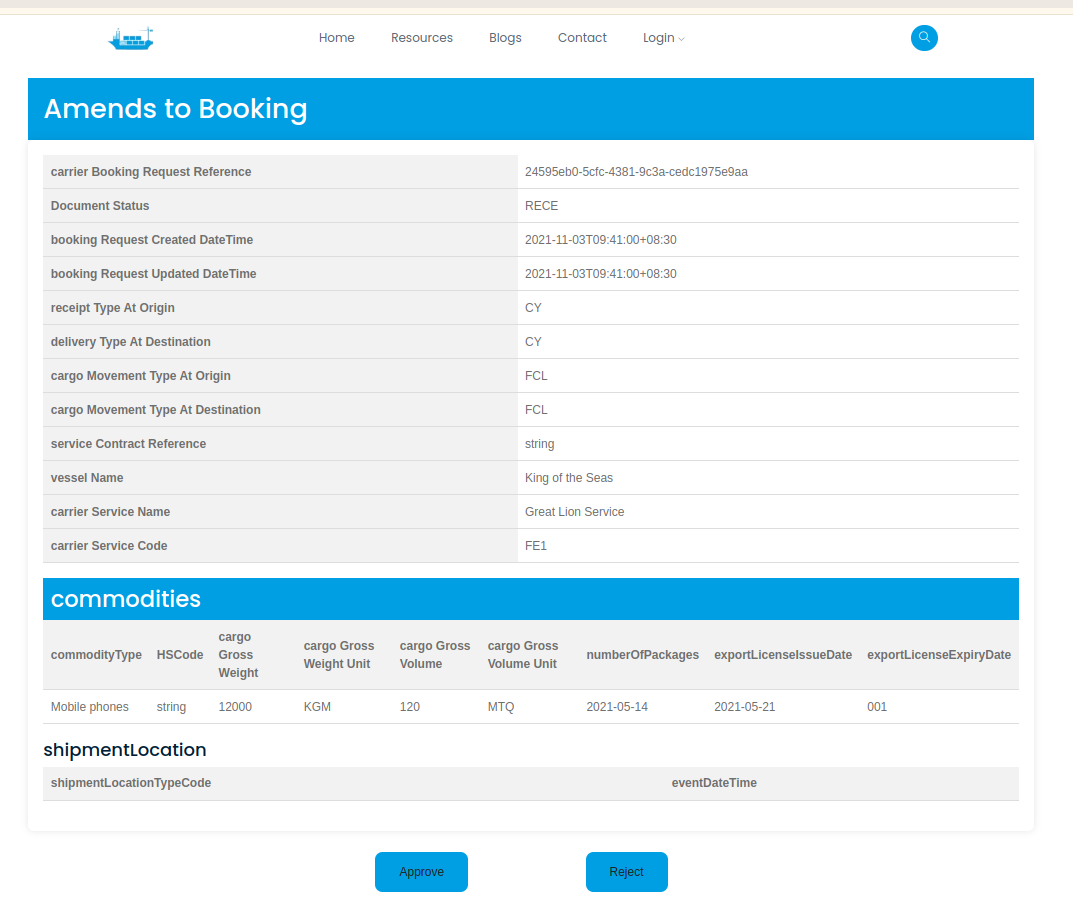 Home Resources Blogs Contact Login
Amends to Booking
carrier Booking Request Reference 24595eb0-5cfc-4381-9c3a-cedc1975e9aa
Document Status RECE
booking Request Created DateTime 2021-11-03T09:41:00+08:30
booking Request Updated DateTime 2021-11-03T09:41:00+08:30
receipt Type At Origin CY
delivery Type At Destination CY
cargo Movement Type At Origin FCL
cargo Movement Type At Destination FCL
service Contract Reference string
vessel Name King of the Seas
carrier Service Name Great Lion Service
carrier Service Code FE1
commodities
commodityType HSCode cargo Gross Weight cargo Gross Weight Unit cargo Gross Volume cargo Gross Volume Unit numberOfPackages exportLicenseIssueDate exportLicenseExpiryDate
Mobile phones string 12000 KGM 120 MTQ 2021-05-14 2021-05-21 001
shipmentLocation
shipmentLocationTypeCode eventDateTime
Approve Reject